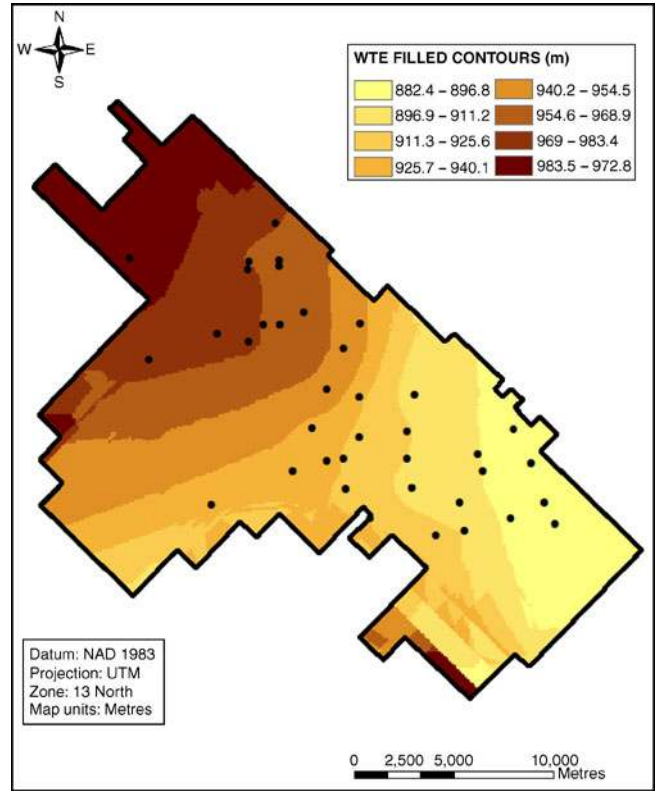 N
W E
S
WTE FILLED CONTOURS (m)
882.4 – 896.8 940.2 – 954.5
896.9 – 911.2 954.6 – 968.9
911.3 – 925.6 969 – 983.4
925.7 – 940.1 983.5 – 972.8
Datum: NAD 1983
Projection: UTM
Zone: 13 North
Map units: Metres
0 2,500 5,000 10,000
Metres